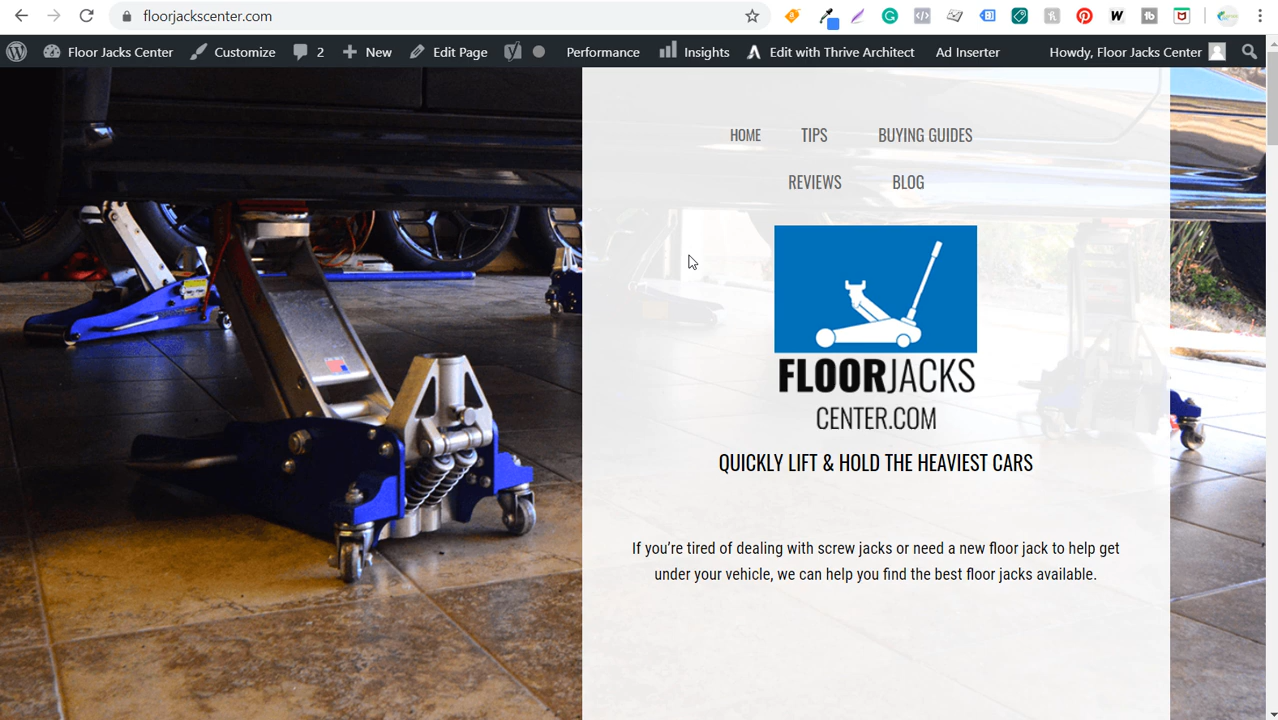 floorjackscenter.com
Floor Jacks Center Customize 2 New Edit Page Performance Insights Edit with Thrive Architect Ad Inserter Howdy, Floor Jacks Center
HOME TIPS BUYING GUIDES
REVIEWS BLOG
FLOORJACKS
CENTER.COM
QUICKLY LIFT & HOLD THE HEAVIEST CARS
If you’re tired of dealing with screw jacks or need a new floor jack to help get
under your vehicle, we can help you find the best floor jacks available.